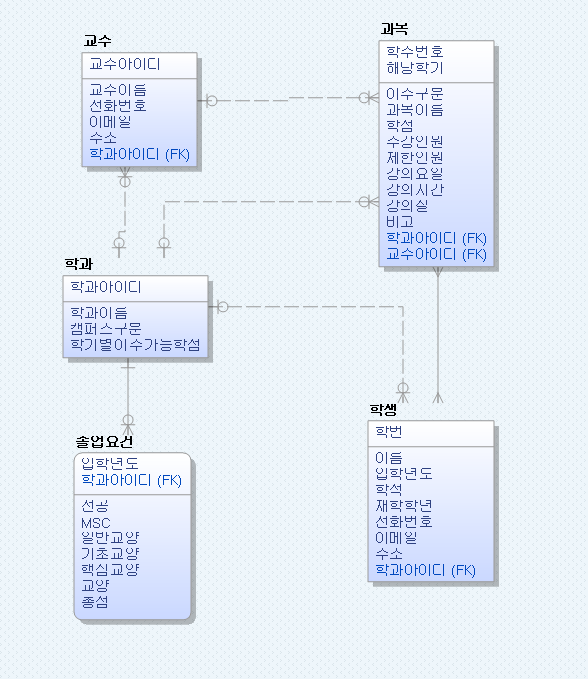 교수
교수아이디
교수이름
전화번호
이메일
주소
학과아이디 (FK)
과목
학수번호
해당학기
이수구분
과목이름
학점
수강인원
제한인원
강의요일
강의시간
강의실
비고
학과아이디 (FK)
교수아이디 (FK)
학과
학과아이디
학과이름
캠퍼스구분
학기별이수가능학점
졸업요건
입학년도
학과아이디 (FK)
전공
MSC
일반교양
기초교양
핵심교양
교양
총점
학생
학번
이름
입학년도
학적
재학학년
전화번호
이메일
주소
학과아이디 (FK)